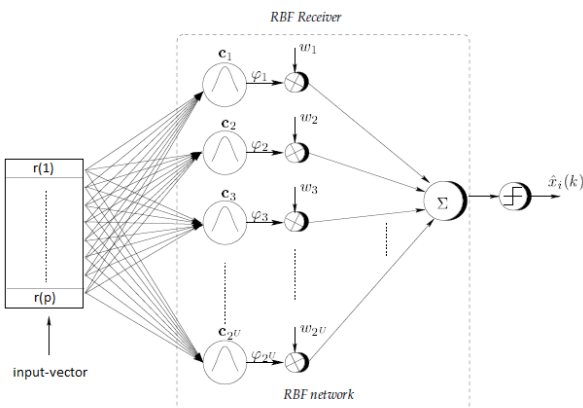 RBF Receiver
c₁
φ₁
w₁
c₂
φ₂
w₂
c₃
φ₃
w₃
r(1)
r(p)
input-vector
Σ
x̂ᵢ(k)
c₂ᵁ
φ₂ᵁ
w₂ᵁ
RBF network